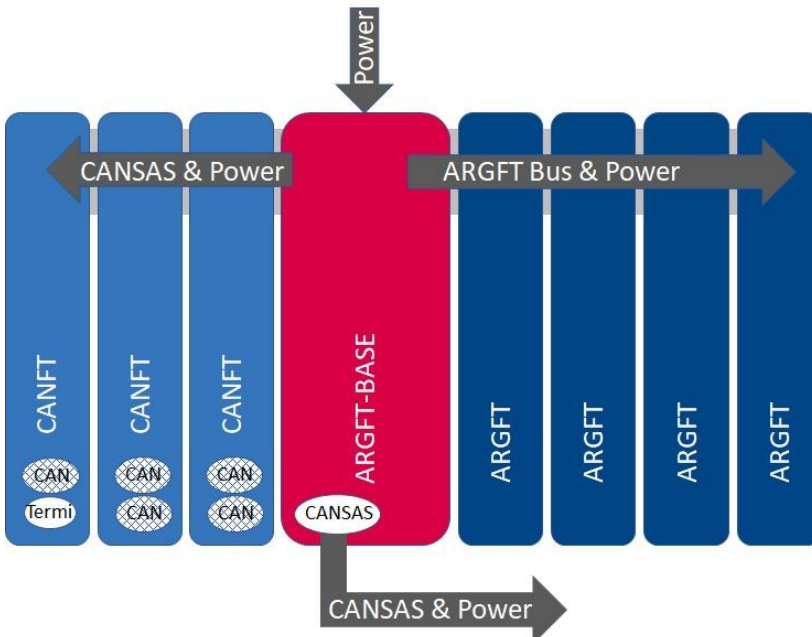 Power
CANSAS & Power
ARGFT Bus & Power
CANFT
CANFT
CANFT
ARGFT-BASE
ARGFT
ARGFT
ARGFT
ARGFT
CAN
CAN
CAN
Termi
CAN
CAN
CANSAS
CANSAS & Power